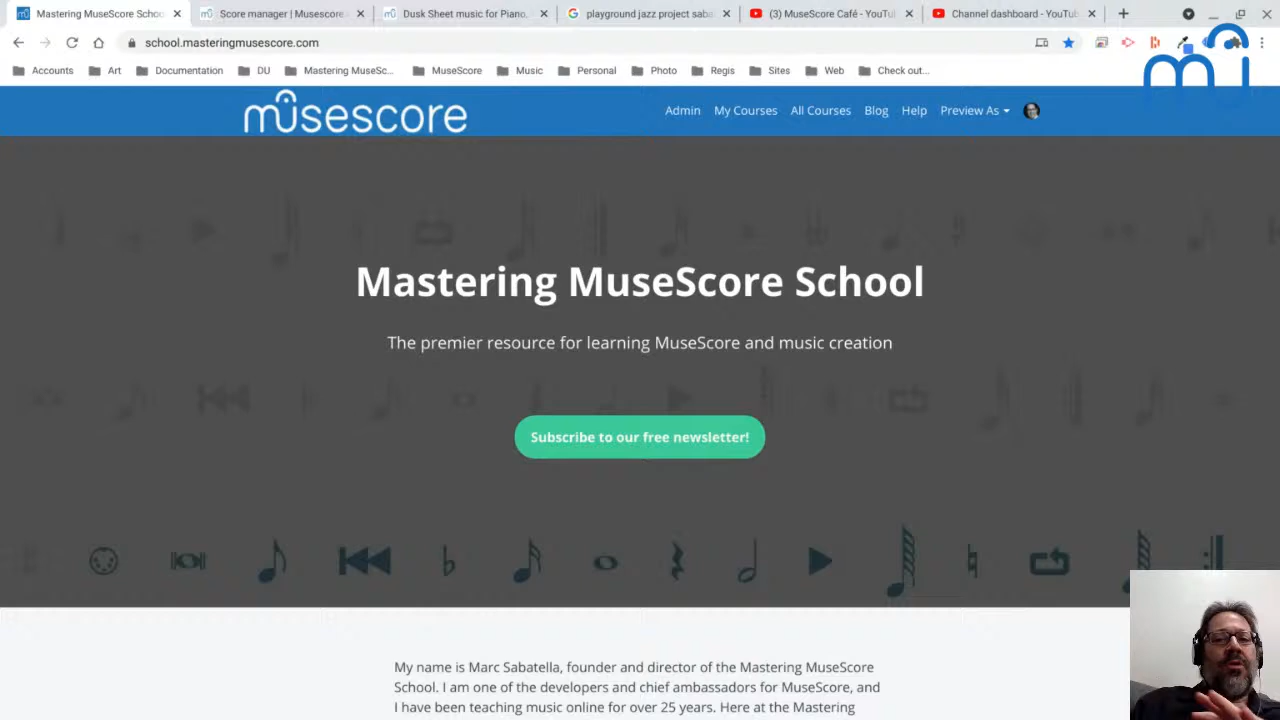 Mastering MuseScore Schoo
Score manager | Musescore
Dusk Sheet music for Piano,
playground jazz project saba
(3) MuseScore Café - YouTu
Channel dashboard - YouTub
school.masteringmusescore.com
Accounts
Art
Documentation
DU
Mastering MuseSc...
MuseScore
Music
Personal
Photo
Regis
Sites
Web
Check out...
musescore
Admin
My Courses
All Courses
Blog
Help
Preview As
Mastering MuseScore School
The premier resource for learning MuseScore and music creation
Subscribe to our free newsletter!
My name is Marc Sabatella, founder and director of the Mastering MuseScore
School. I am one of the developers and chief ambassadors for MuseScore, and
I have been teaching music online for over 25 years. Here at the Mastering